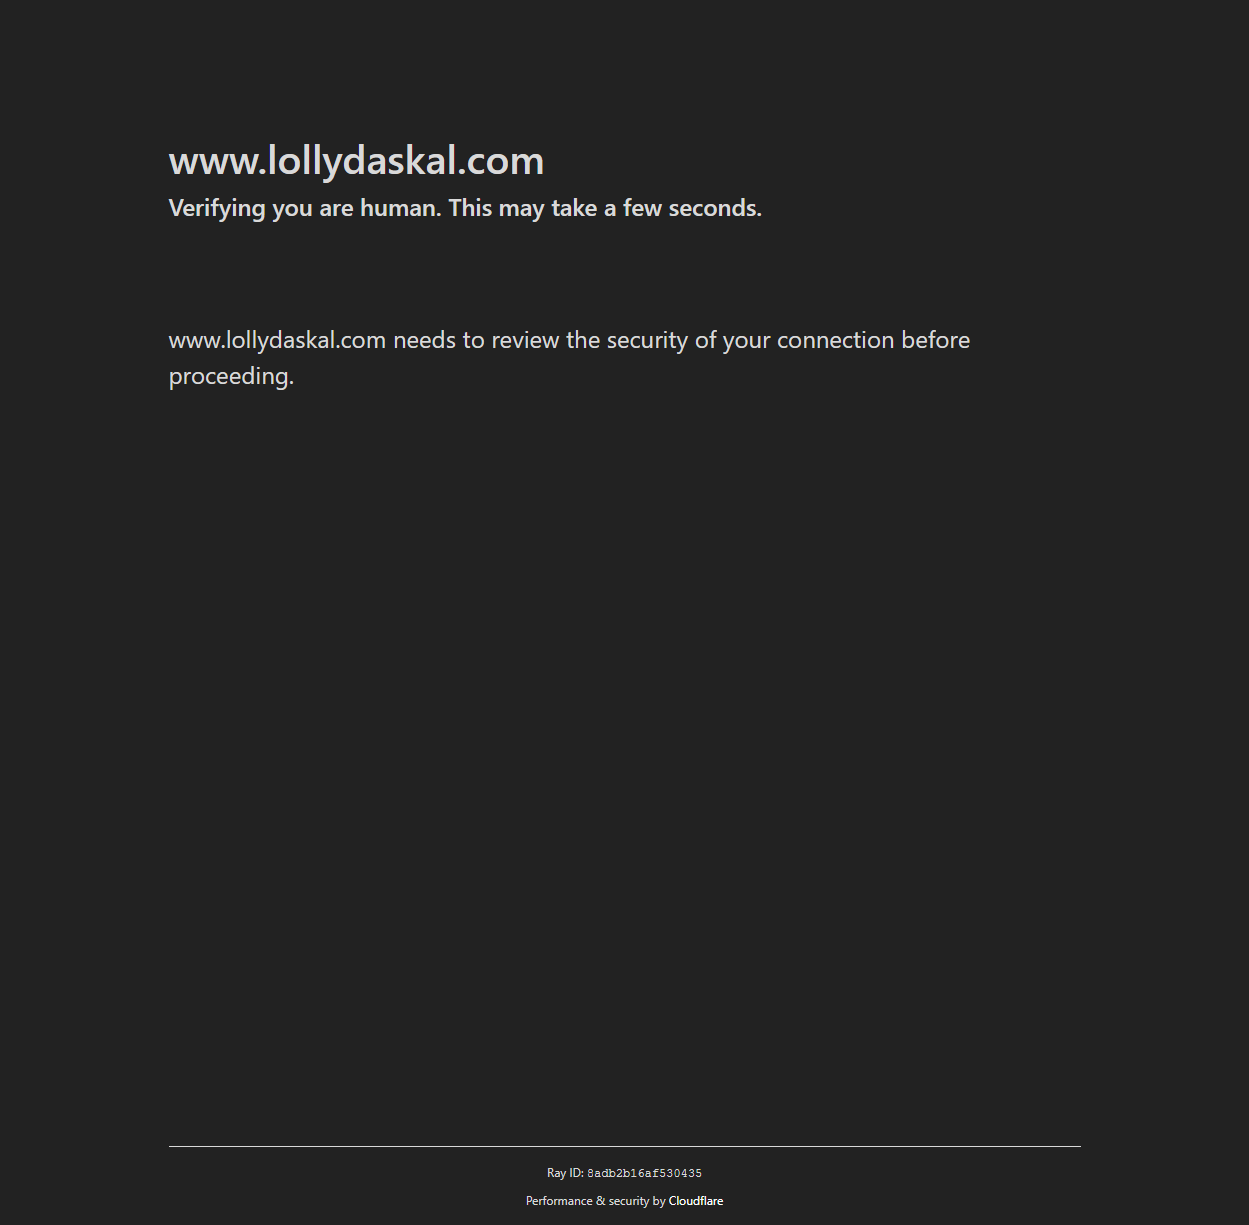 www.lollydaskal.com
Verifying you are human. This may take a few seconds.
www.lollydaskal.com needs to review the security of your connection before
proceeding.
Ray ID: 8adb2b16af530435
Performance & security by Cloudflare